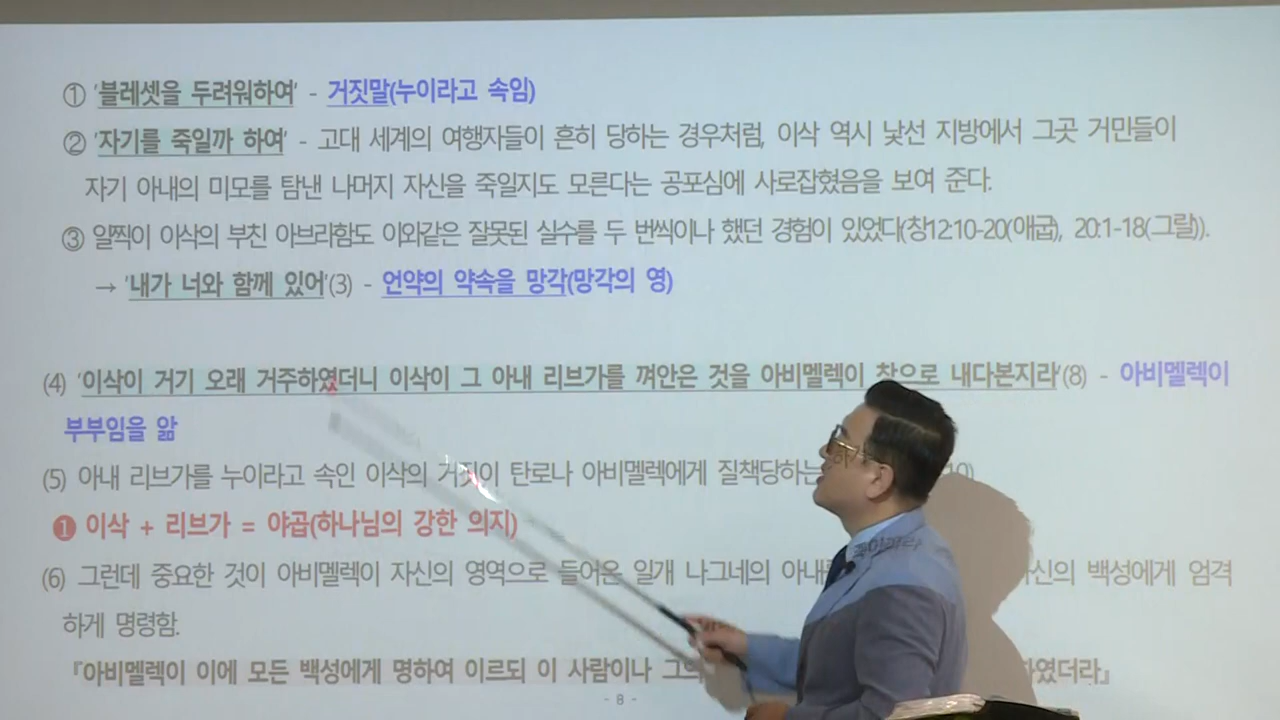 ① '블레셋을 두려워하여' - 거짓말(누이라고 속임)
② '자기를 죽일까 하여' - 고대 세계의 여행자들이 흔히 당하는 경우처럼, 이삭 역시 낯선 지방에서 그곳 거민들이
자기 아내의 미모를 탐낸 나머지 자신을 죽일지도 모른다는 공포심에 사로잡혔음을 보여 준다.
③ 일찍이 이삭의 부친 아브라함도 이와같은 잘못된 실수를 두 번씩이나 했던 경험이 있었다(창12:10-20(애굽), 20:1-18(그랄)).
→ '내가 너와 함께 있어'(3) - 언약의 약속을 망각(망각의 영)
(4) '이삭이 거기 오래 거주하였더니 이삭이 그 아내 리브가를 껴안은 것을 아비멜렉이 창으로 내다본지라'(8) - 아비멜렉이
부부임을 앎
(5) 아내 리브가를 누이라고 속인 이삭의 거짓이 탄로나 아비멜렉에게 질책당하는
❶ 이삭 + 리브가 = 야곱(하나님의 강한 의지)
(6) 그런데 중요한 것이 아비멜렉이 자신의 영역으로 들어온 일개 나그네의 아내 자신의 백성에게 엄격
하게 명령함.
『아비멜렉이 이에 모든 백성에게 명하여 이르되 이 사람이나 그의 하였더라』
- 8 -